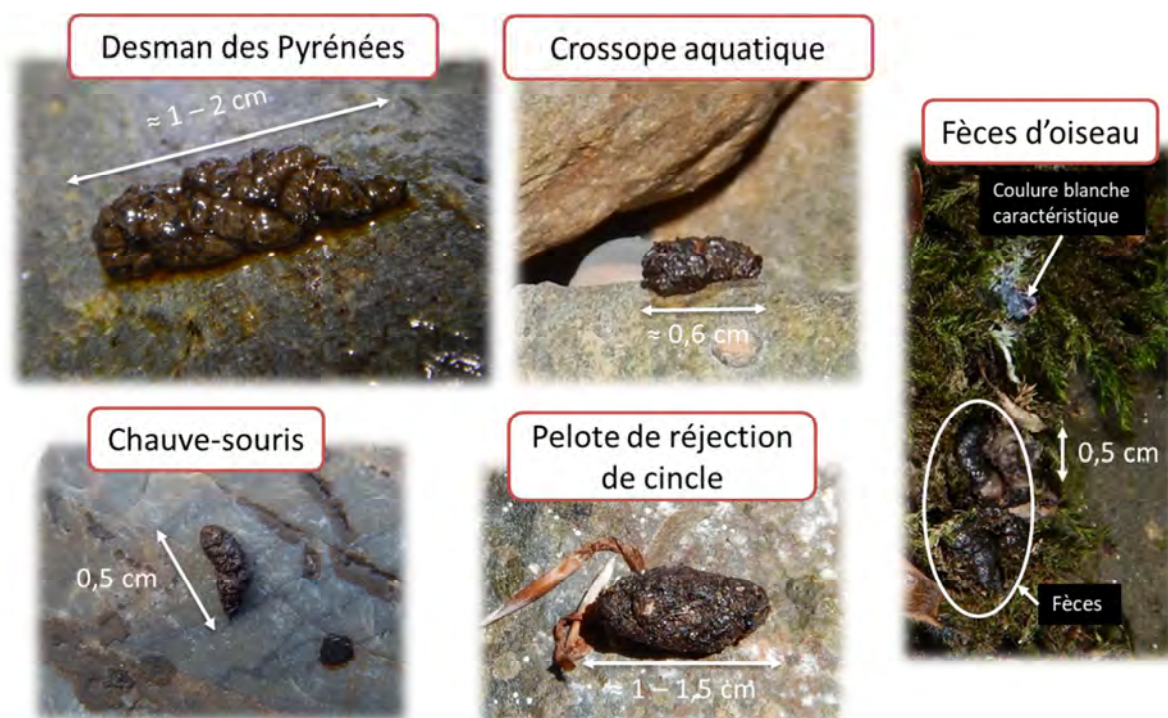 Desman des Pyrénées
≈ 1 – 2 cm
Crossope aquatique
≈ 0,6 cm
Fèces d'oiseau
Coulure blanche
caractéristique
0,5 cm
Fèces
Chauve-souris
0,5 cm
Pelote de réjection
de cincle
≈ 1 – 1,5 cm